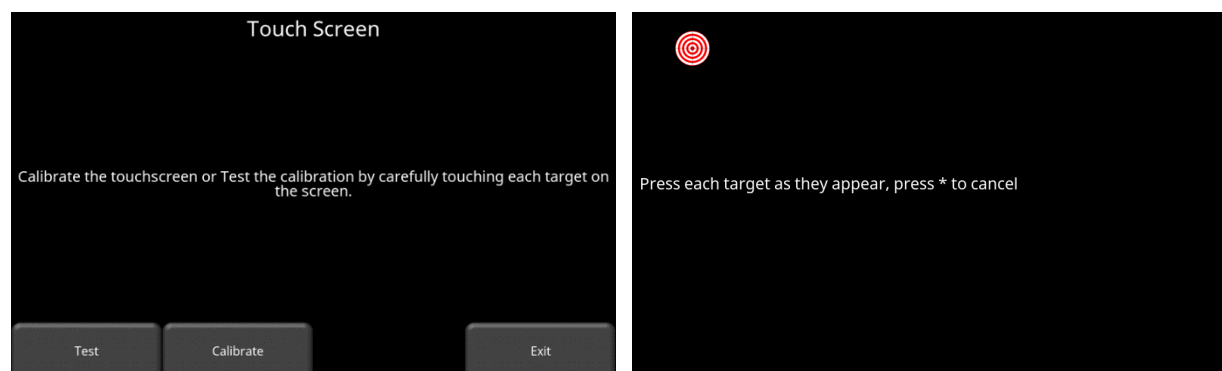 Touch Screen
Calibrate the touchscreen or Test the calibration by carefully touching each target on
the screen.
Test
Calibrate
Exit
Press each target as they appear, press * to cancel